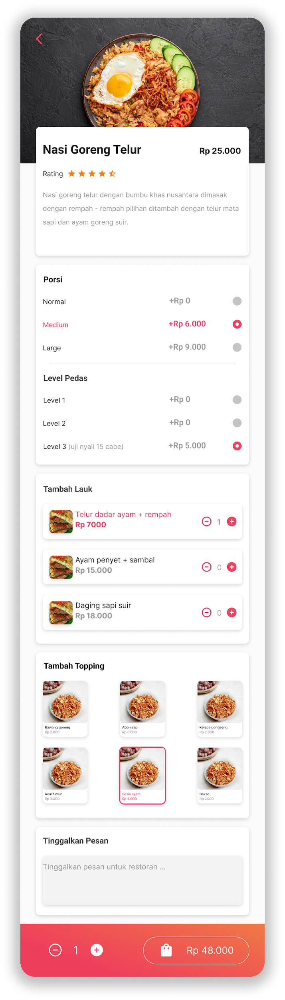 Nasi Goreng Telur
Rp 25.000
Rating
Nasi goreng telur dengan bumbu khas nusantara dimasak
dengan rempah - rempah pilihan ditambah dengan telur mata
sapi dan ayam goreng suir.
Porsi
Normal +Rp 0
Medium +Rp 6.000
Large +Rp 9.000
Level Pedas
Level 1 +Rp 0
Level 2 +Rp 0
Level 3 (uji nyali 15 cabe) +Rp 5.000
Tambah Lauk
Telur dadar ayam + rempah
Rp 7000
1
Ayam penyet + sambal
Rp 15.000
0
Daging sapi suir
Rp 18.000
0
Tambah Topping
Bawang goreng
Rp 2.000
Abon sapi
Rp 6.000
Kelapa gongseng
Rp 2.000
Acar timun
Rp 3.000
Sosis ayam
Rp 5.000
Bakso
Rp 7.000
Tinggalkan Pesan
Tinggalkan pesan untuk restoran ...
1
Rp 48.000